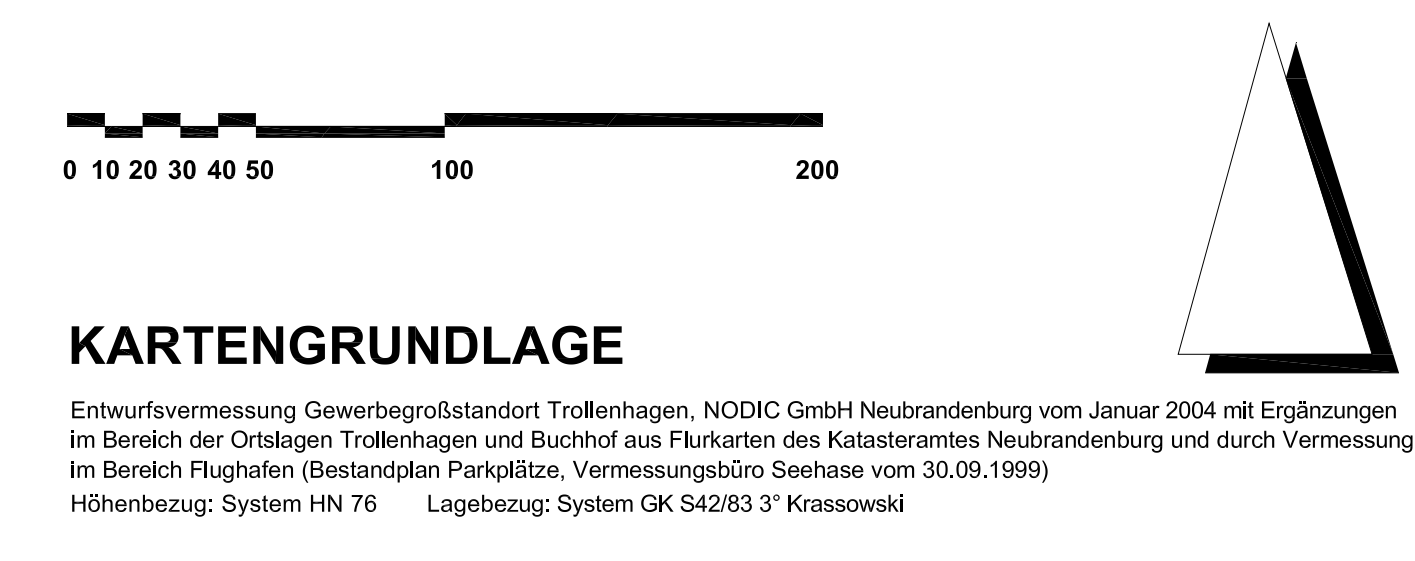 0 10 20 30 40 50 100 200
KARTENGRUNDLAGE
Entwurfsvermessung Gewerbegroßstandort Trollenhagen, NODIC GmbH Neubrandenburg vom Januar 2004 mit Ergänzungen
im Bereich der Ortslagen Trollenhagen und Buchhof aus Flurkarten des Katasteramtes Neubrandenburg und durch Vermessung
im Bereich Flughafen (Bestandplan Parkplätze, Vermessungsbüro Seehase vom 30.09.1999)
Höhenbezug: System HN 76 Lagebezug: System GK S42/83 3° Krassowski